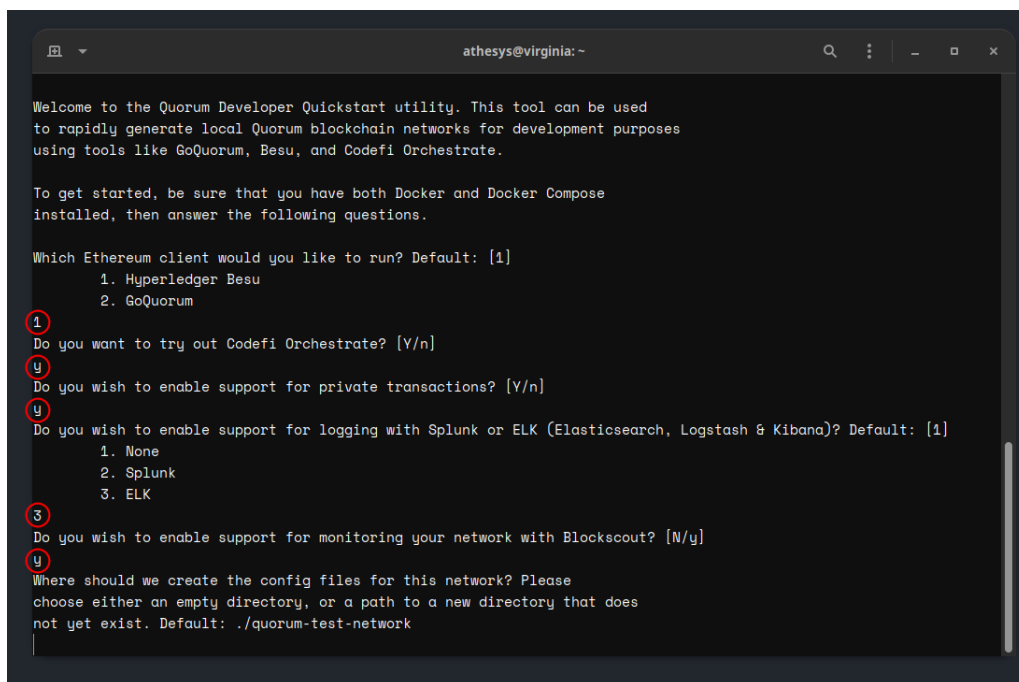 athesys@virginia: ~
Welcome to the Quorum Developer Quickstart utility. This tool can be used
to rapidly generate local Quorum blockchain networks for development purposes
using tools like GoQuorum, Besu, and Codefi Orchestrate.
To get started, be sure that you have both Docker and Docker Compose
installed, then answer the following questions.
Which Ethereum client would you like to run? Default: [1]
1. Hyperledger Besu
2. GoQuorum
1
Do you want to try out Codefi Orchestrate? [Y/n]
y
Do you wish to enable support for private transactions? [Y/n]
y
Do you wish to enable support for logging with Splunk or ELK (Elasticsearch, Logstash & Kibana)? Default: [1]
1. None
2. Splunk
3. ELK
3
Do you wish to enable support for monitoring your network with Blockscout? [N/y]
y
Where should we create the config files for this network? Please
choose either an empty directory, or a path to a new directory that does
not yet exist. Default: ./quorum-test-network